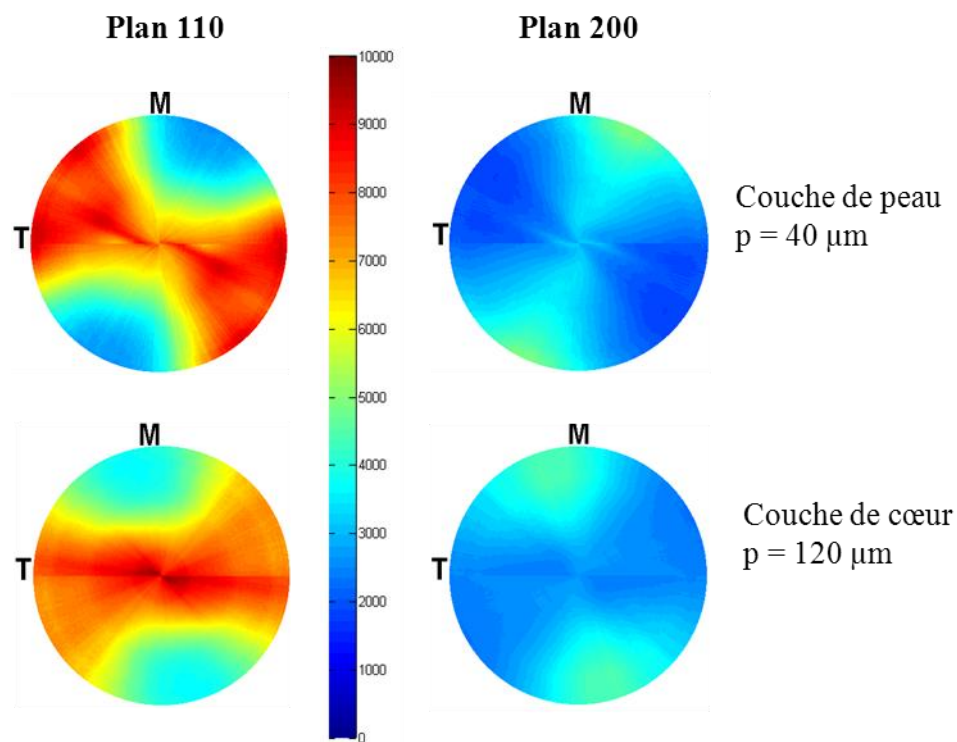 Plan 110
Plan 200
M
T
10000
9000
8000
7000
6000
5000
4000
3000
2000
1000
0
M
T
Couche de peau
p = 40 µm
M
T
M
T
Couche de cœur
p = 120 µm